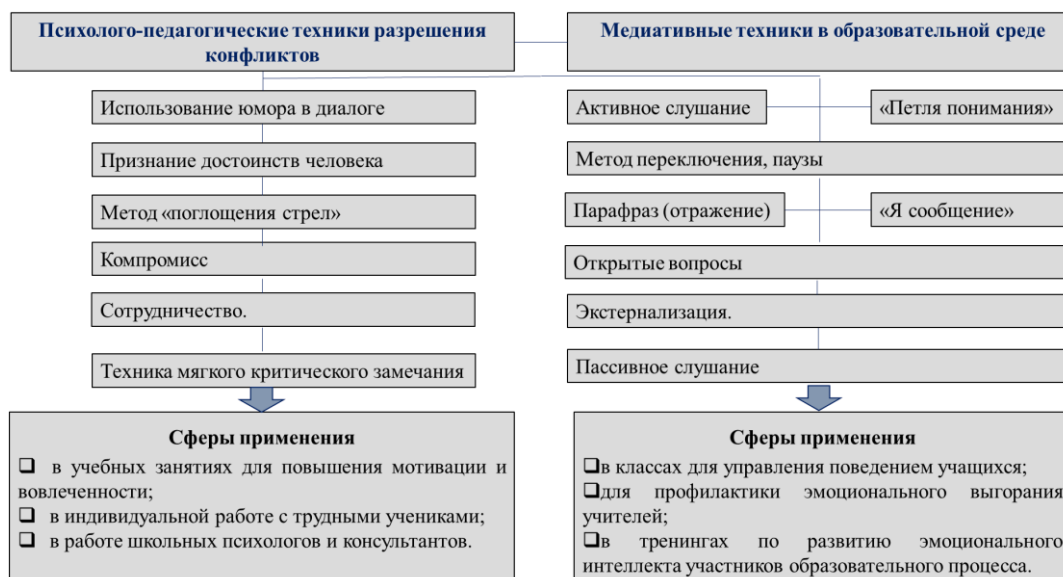 Психолого-педагогические техники разрешения
конфликтов
Использование юмора в диалоге
Признание достоинств человека
Метод «поглощения стрел»
Компромисс
Сотрудничество.
Техника мягкого критического замечания
Сферы применения
❑ в учебных занятиях для повышения мотивации и
вовлеченности;
❑ в индивидуальной работе с трудными учениками;
❑ в работе школьных психологов и консультантов.
Медиативные техники в образовательной среде
Активное слушание
«Петля понимания»
Метод переключения, паузы
Парафраз (отражение)
«Я сообщение»
Открытые вопросы
Экстернализация.
Пассивное слушание
Сферы применения
❑в классах для управления поведением учащихся;
❑для профилактики эмоционального выгорания
учителей;
❑в тренингах по развитию эмоционального
интеллекта участников образовательного процесса.